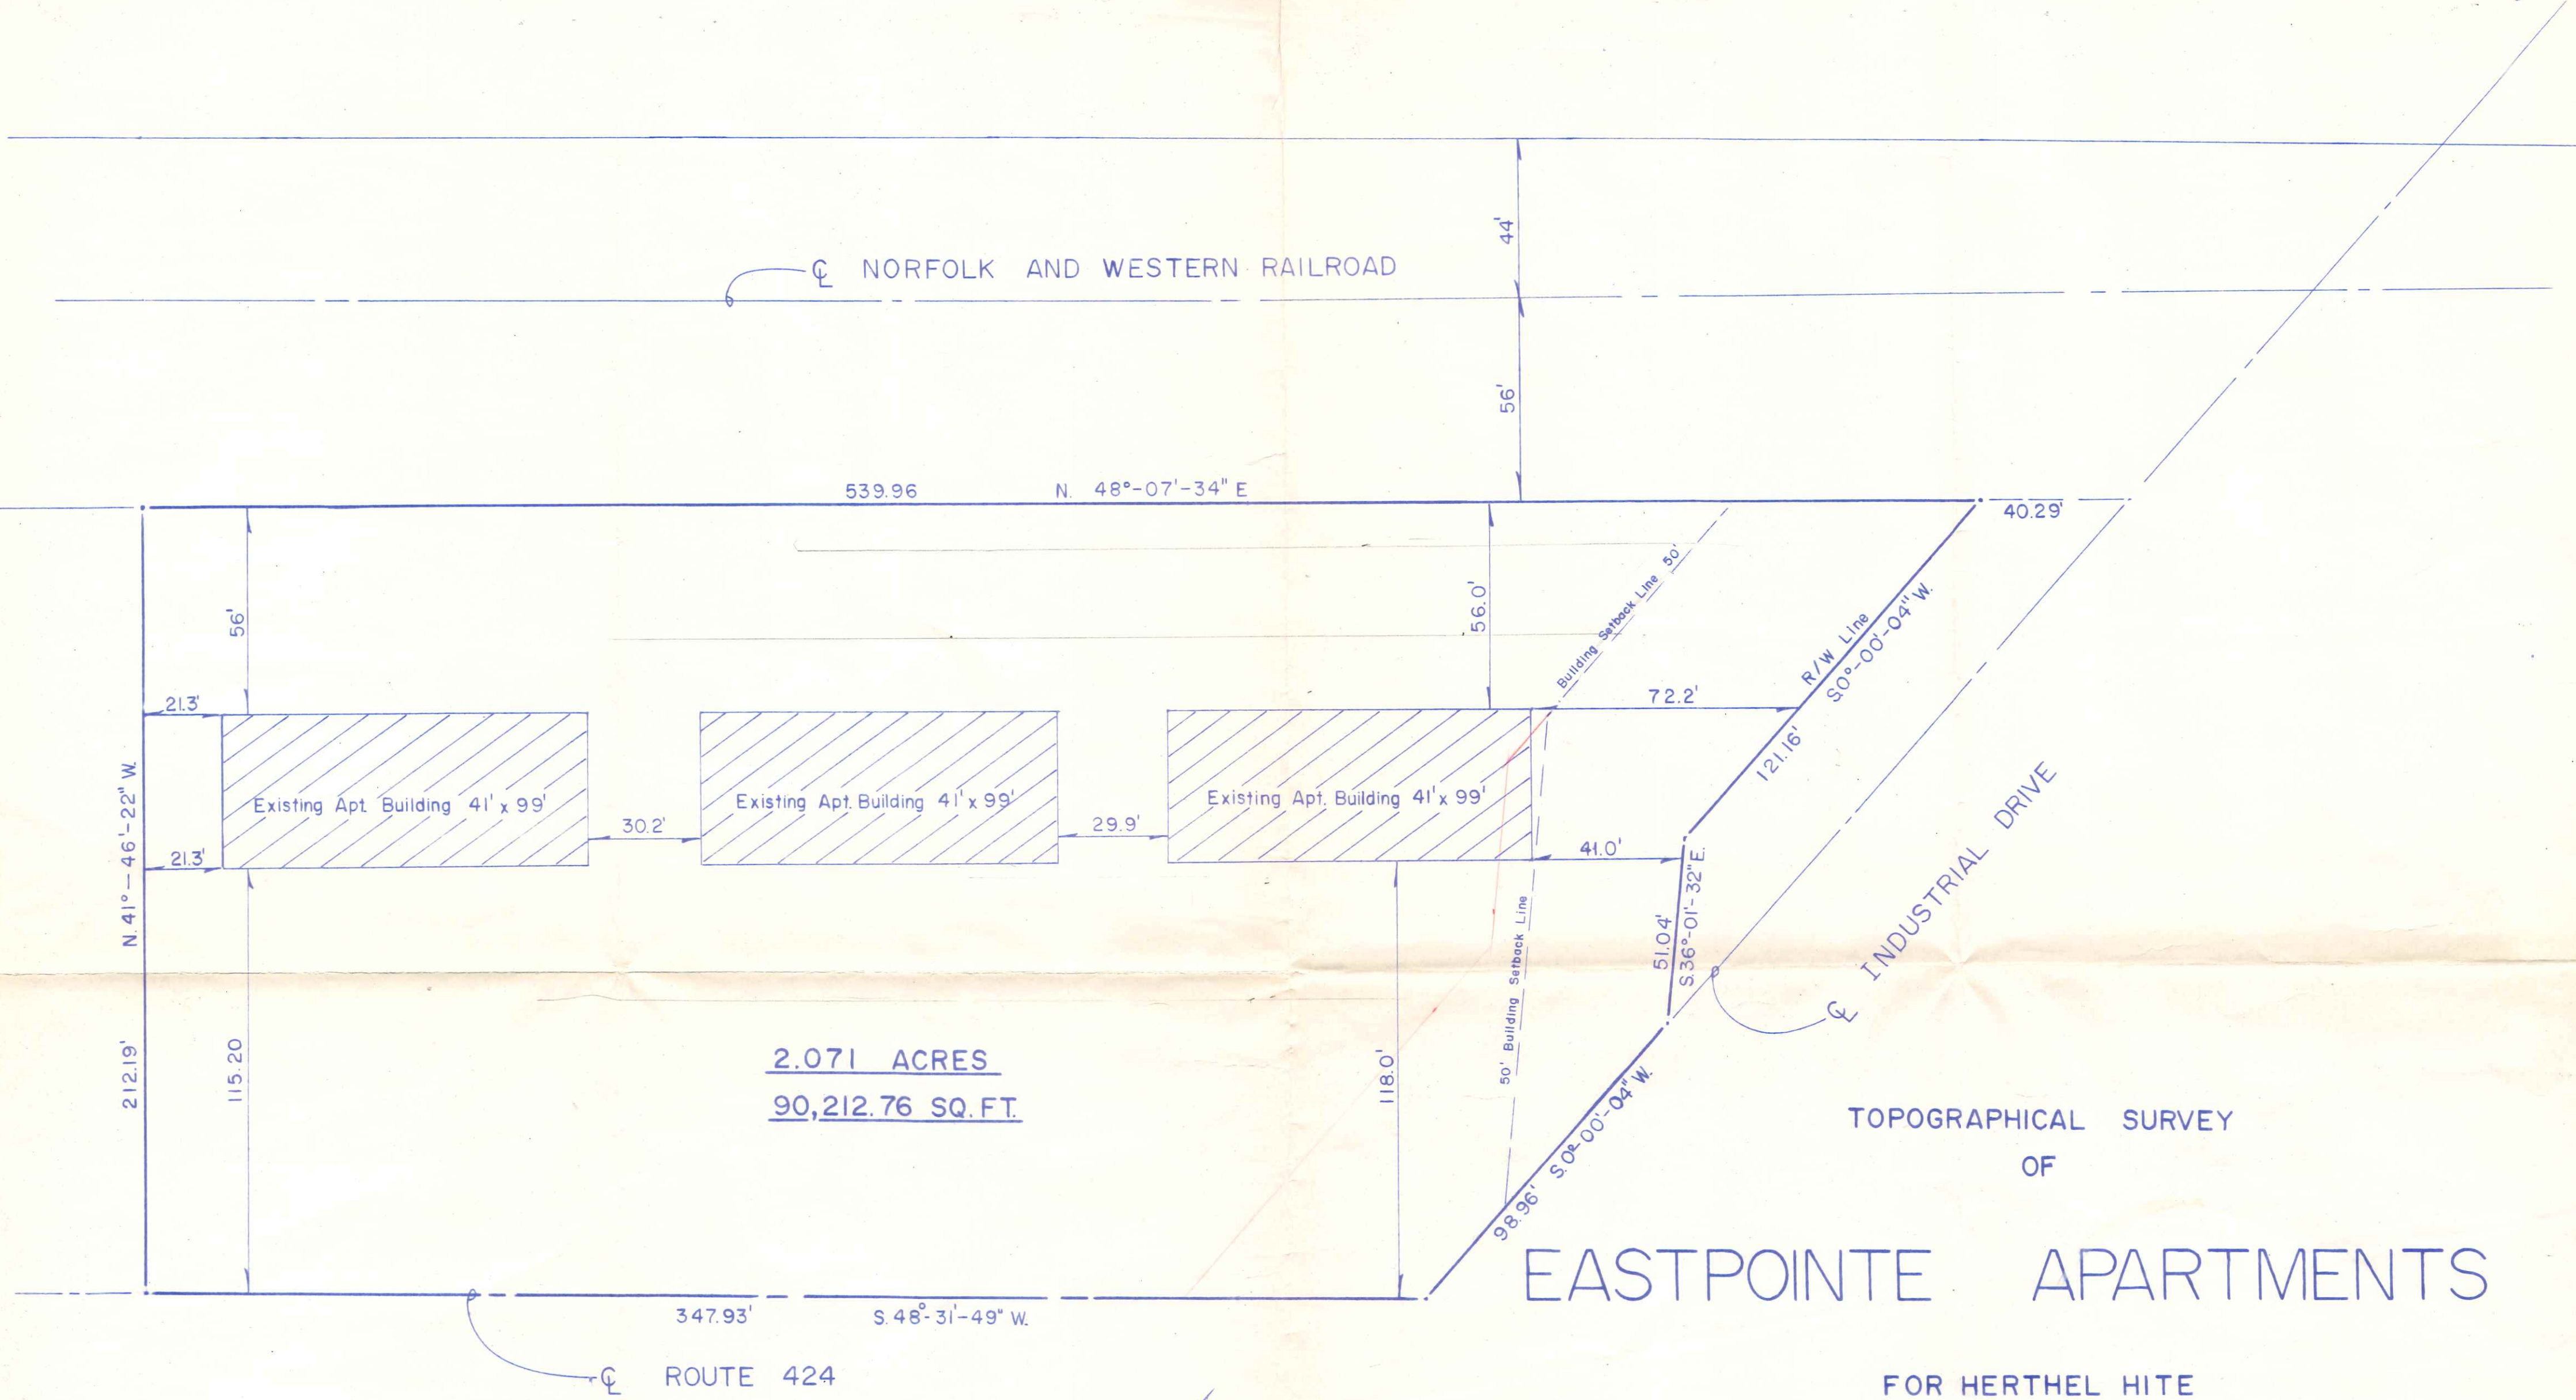 44'
℄ NORFOLK AND WESTERN RAILROAD
56'
539.96 N. 48°-07'-34" E
40.29'
56'
56.0'
Building Setback Line 50'
R/W Line
S.0°-00'-04" W.
21.3'
72.2'
121.16'
N. 41°-46'-22" W.
Existing Apt. Building 41' x 99'
Existing Apt. Building 41' x 99'
Existing Apt. Building 41' x 99'
30.2'
29.9'
21.3'
41.0'
℄ INDUSTRIAL DRIVE
51.04'
S.36°-01'-32" E.
50' Building Setback Line
212.19'
115.20
2.071 ACRES
90,212.76 SQ. FT.
118.0'
98.96' S.0°-00'-04" W.
TOPOGRAPHICAL SURVEY
OF
EASTPOINTE APARTMENTS
347.93' S. 48°-31'-49" W.
℄ ROUTE 424
FOR HERTHEL HITE